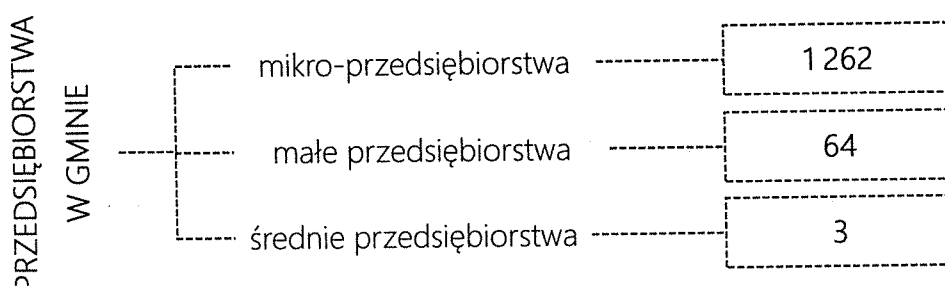 PRZEDSIĘBIORSTWA
W GMINIE
mikro-przedsiębiorstwa
1 262
małe przedsiębiorstwa
64
średnie przedsiębiorstwa
3